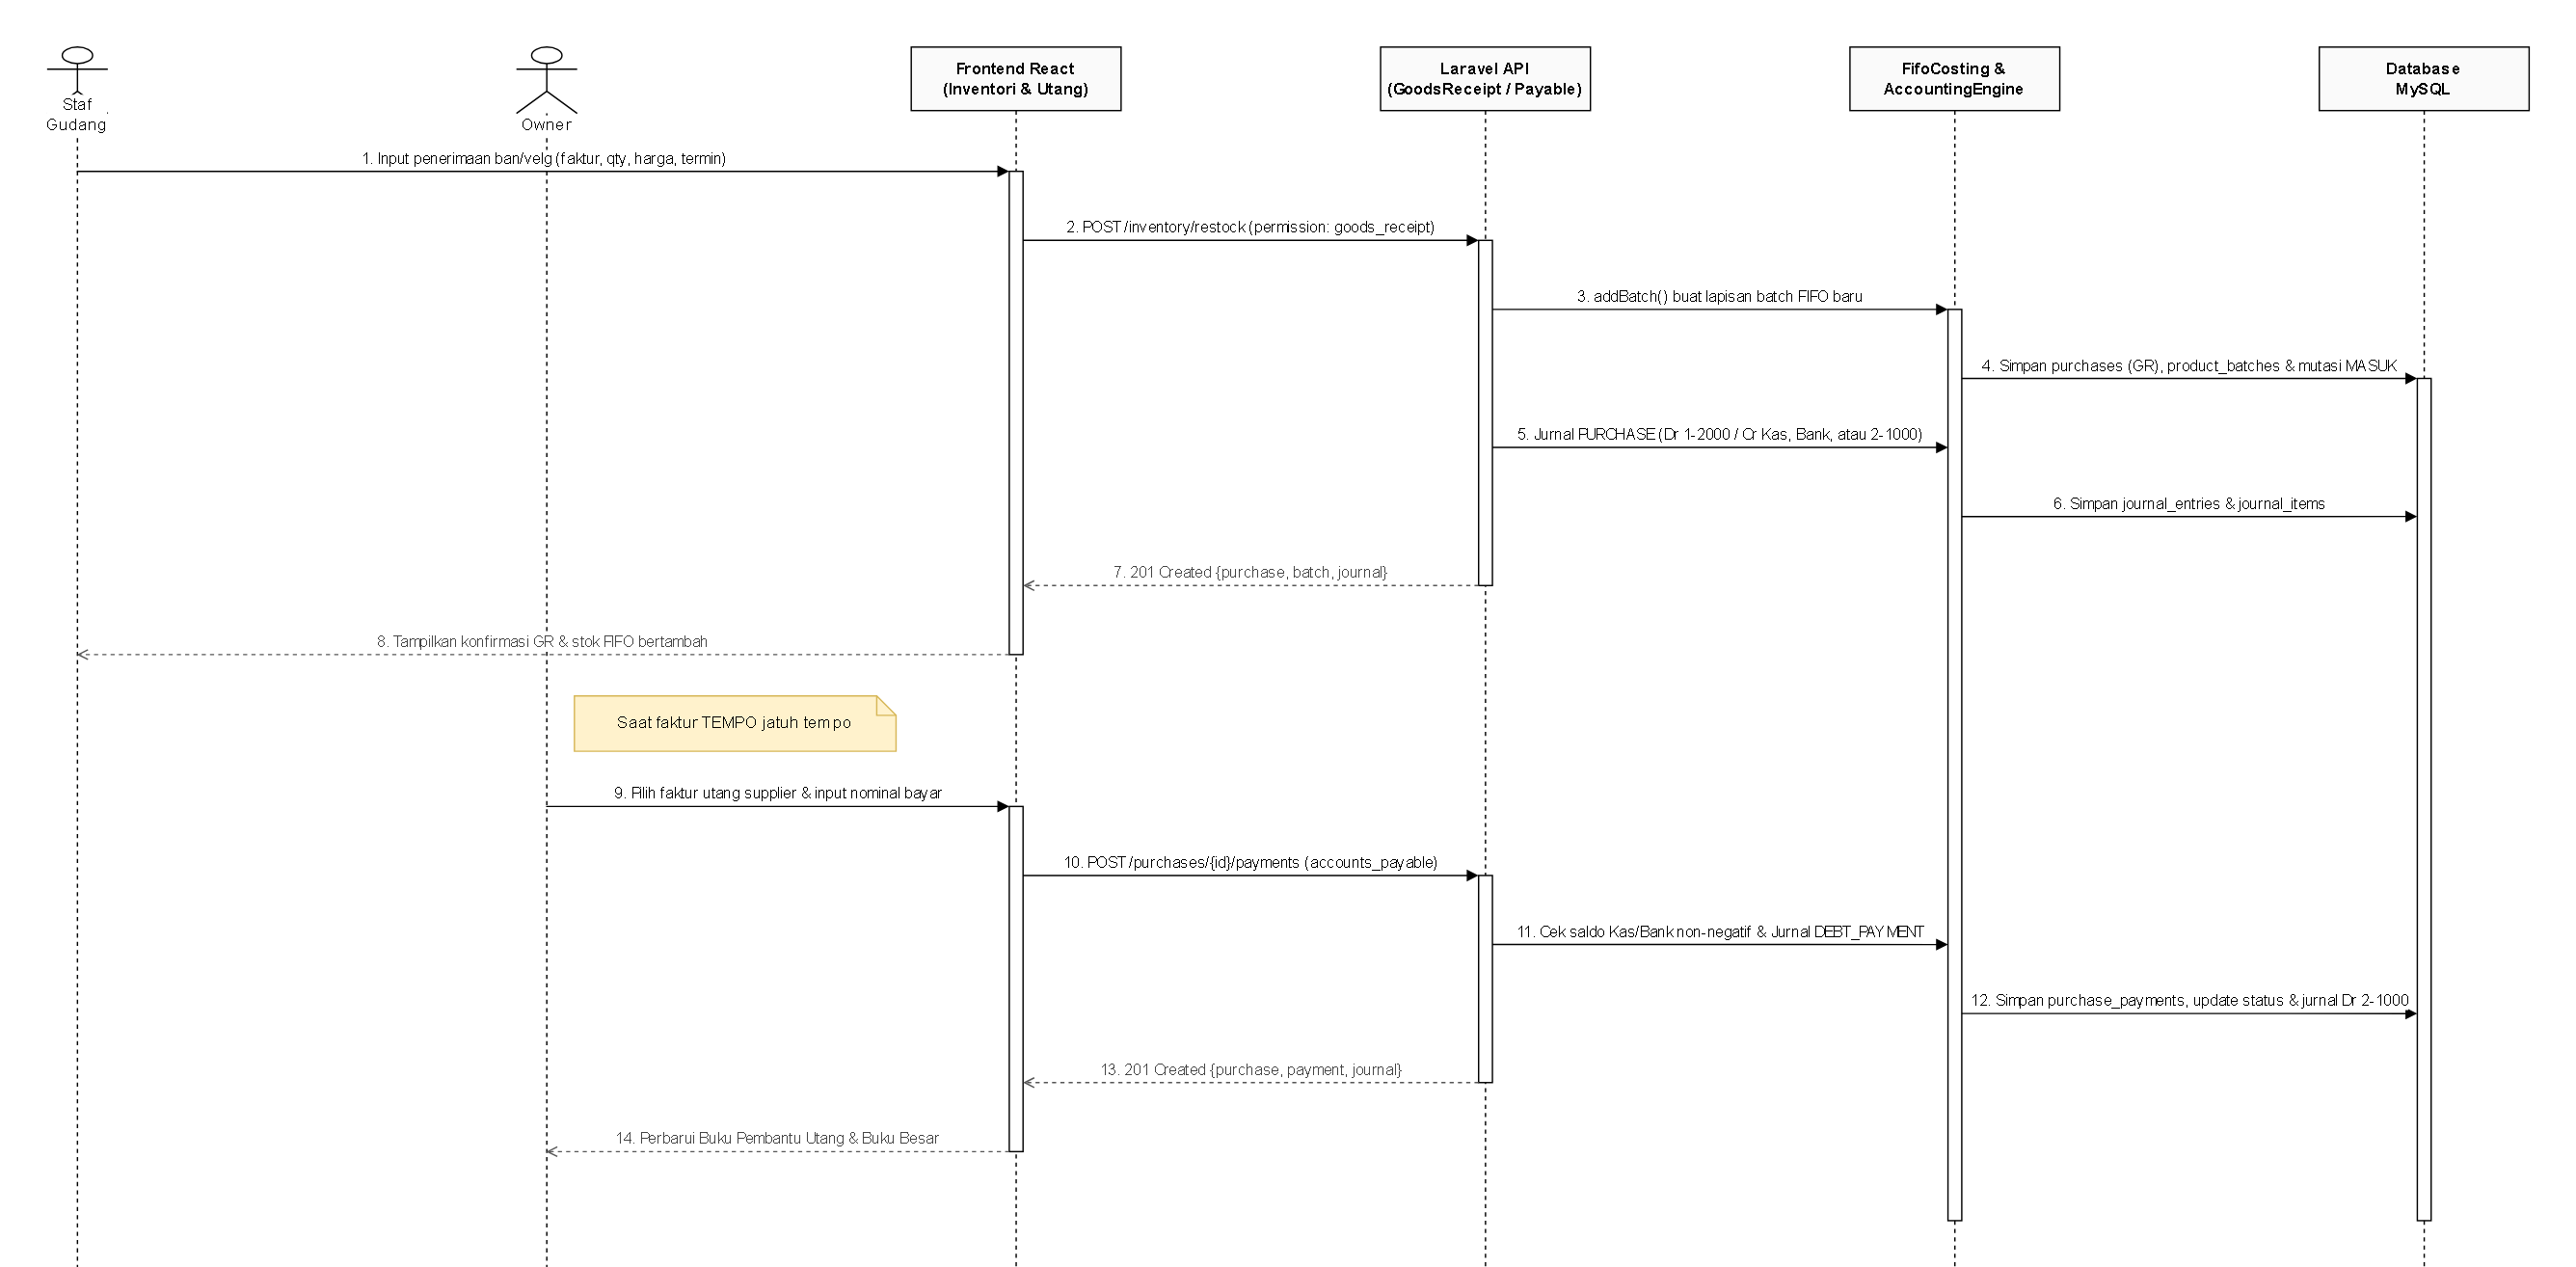 Staf
Gudang
Owner
Frontend React
(Inventori & Utang)
Laravel API
(GoodsReceipt / Payable)
FifoCosting &
AccountingEngine
Database
MySQL
1. Input penerimaan ban/velg (faktur, qty, harga, termin)
2. POST /inventory/restock (permission: goods_receipt)
3. addBatch() buat lapisan batch FIFO baru
4. Simpan purchases (GR), product_batches & mutasi MASUK
5. Jurnal PURCHASE (Dr 1-2000 / Cr Kas, Bank, atau 2-1000)
6. Simpan journal_entries & journal_items
7. 201 Created {purchase, batch, journal}
8. Tampilkan konfirmasi GR & stok FIFO bertambah
Saat faktur TEMPO jatuh tempo
9. Pilih faktur utang supplier & input nominal bayar
10. POST /purchases/{id}/payments (accounts_payable)
11. Cek saldo Kas/Bank non-negatif & Jurnal DEBT_PAYMENT
12. Simpan purchase_payments, update status & jurnal Dr 2-1000
13. 201 Created {purchase, payment, journal}
14. Perbarui Buku Pembantu Utang & Buku Besar